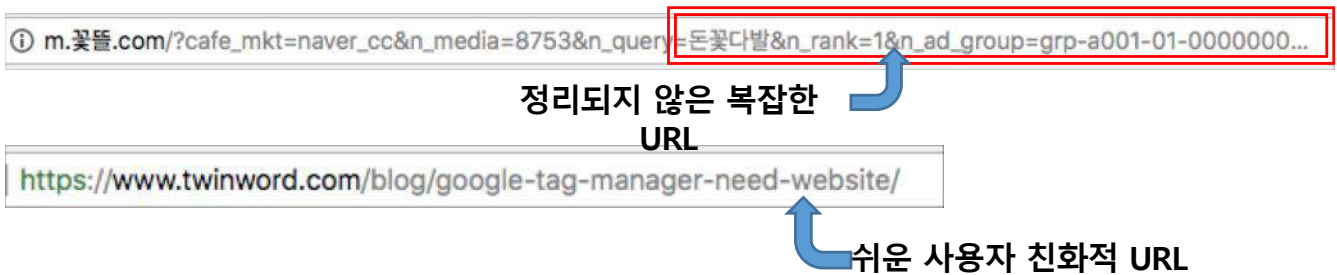 m.꽃뜰.com/?cafe_mkt=naver_cc&n_media=8753&n_query=돈꽃다발&n_rank=1&n_ad_group=grp-a001-01-0000000...
정리되지 않은 복잡한
URL
https://www.twinword.com/blog/google-tag-manager-need-website/
쉬운 사용자 친화적 URL